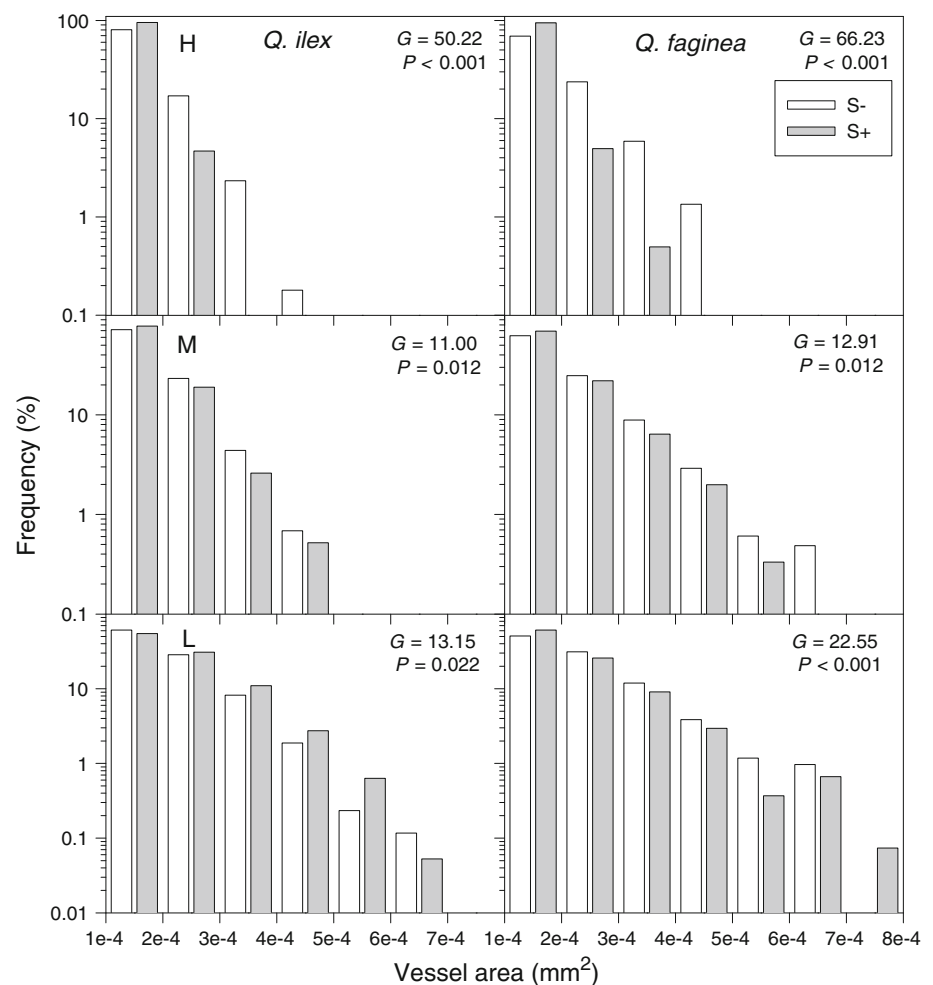 H
Q. ilex
G = 50.22
P < 0.001
Q. faginea
G = 66.23
P < 0.001
S-
S+
100
10
1
0.1
M
G = 11.00
P = 0.012
G = 12.91
P = 0.012
10
1
0.1
L
G = 13.15
P = 0.022
G = 22.55
P < 0.001
10
1
0.1
0.01
Frequency (%)
1e-4 2e-4 3e-4 4e-4 5e-4 6e-4 7e-4
1e-4 2e-4 3e-4 4e-4 5e-4 6e-4 7e-4 8e-4
Vessel area (mm²)